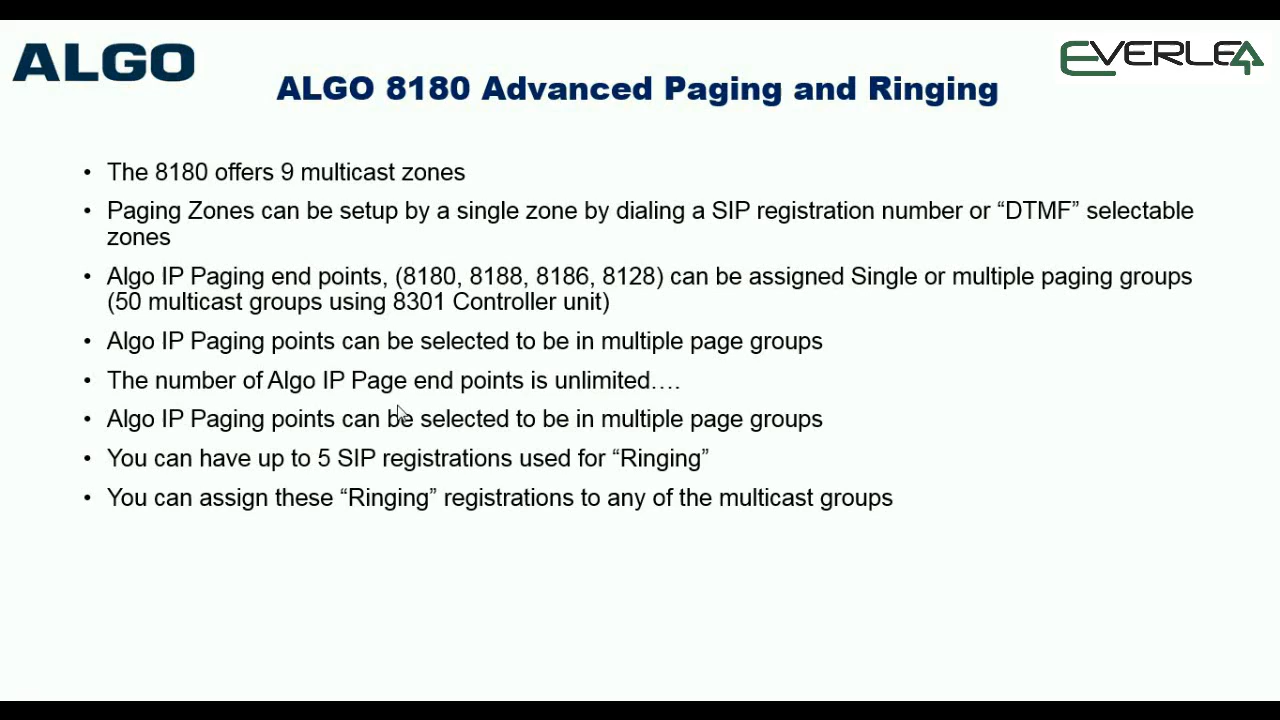 ALGO
EVERLEA
ALGO 8180 Advanced Paging and Ringing
• The 8180 offers 9 multicast zones
• Paging Zones can be setup by a single zone by dialing a SIP registration number or “DTMF” selectable
zones
• Algo IP Paging end points, (8180, 8188, 8186, 8128) can be assigned Single or multiple paging groups
(50 multicast groups using 8301 Controller unit)
• Algo IP Paging points can be selected to be in multiple page groups
• The number of Algo IP Page end points is unlimited….
• Algo IP Paging points can be selected to be in multiple page groups
• You can have up to 5 SIP registrations used for “Ringing”
• You can assign these “Ringing” registrations to any of the multicast groups